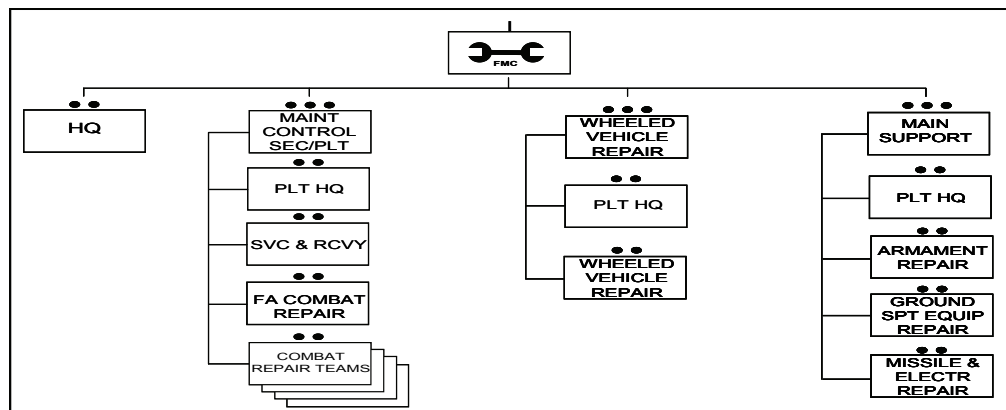 FMC
HQ
MAINT
CONTROL
SEC/PLT
PLT HQ
SVC & RCVY
FA COMBAT
REPAIR
COMBAT
REPAIR TEAMS
WHEELED
VEHICLE
REPAIR
PLT HQ
WHEELED
VEHICLE
REPAIR
MAIN
SUPPORT
PLT HQ
ARMAMENT
REPAIR
GROUND
SPT EQUIP
REPAIR
MISSILE &
ELECTR
REPAIR